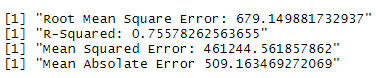 [1] "Root Mean Square Error: 679.149881732937"
[1] "R-Squared: 0.75578262563655"
[1] "Mean Squared Error: 461244.561857862"
[1] "Mean Absolute Error 509.163469272069"